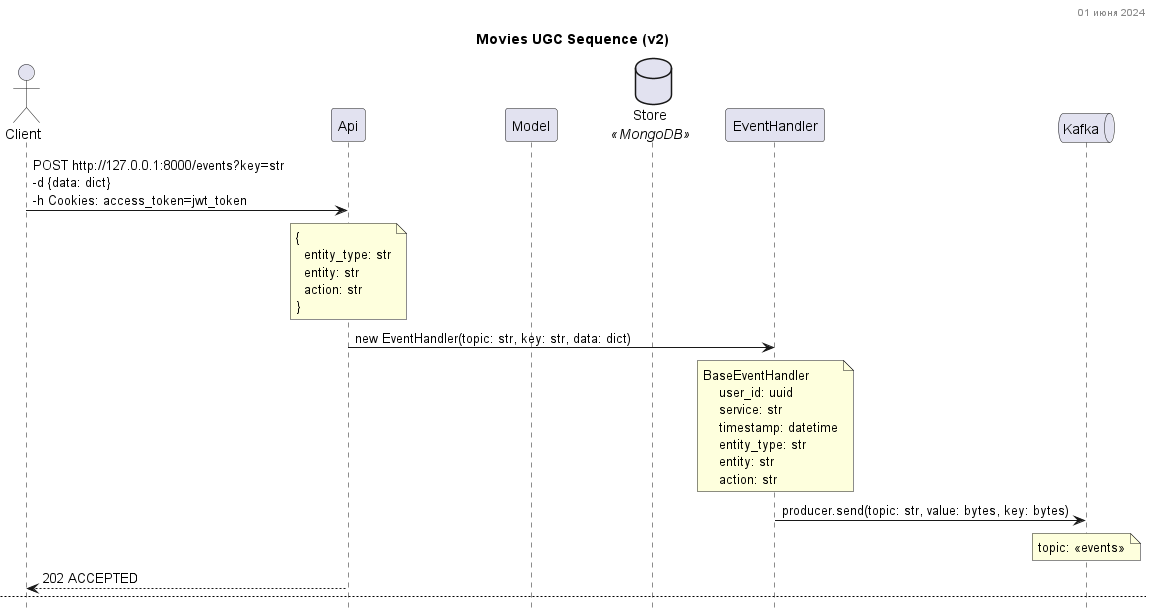 01 июня 2024
Movies UGC Sequence (v2)
Client
Api
Model
Store
«MongoDB»
EventHandler
Kafka
POST http://127.0.0.1:8000/events?key=str
-d {data: dict}
-h Cookies: access_token=jwt_token
{
entity_type: str
entity: str
action: str
}
new EventHandler(topic: str, key: str, data: dict)
BaseEventHandler
user_id: uuid
service: str
timestamp: datetime
entity_type: str
entity: str
action: str
producer.send(topic: str, value: bytes, key: bytes)
topic: «events»
202 ACCEPTED